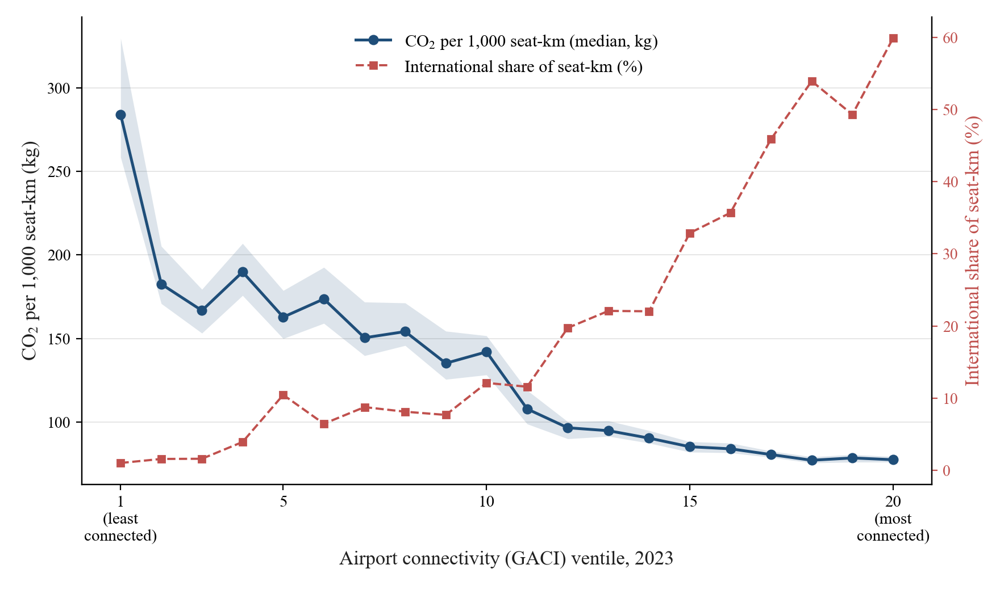 CO₂ per 1,000 seat-km (median, kg)
International share of seat-km (%)
CO₂ per 1,000 seat-km (kg)
300
250
200
150
100
60
50
40
30
20
10
0
International share of seat-km (%)
1 5 10 15 20
(least (most
connected) connected)
Airport connectivity (GACI) ventile, 2023